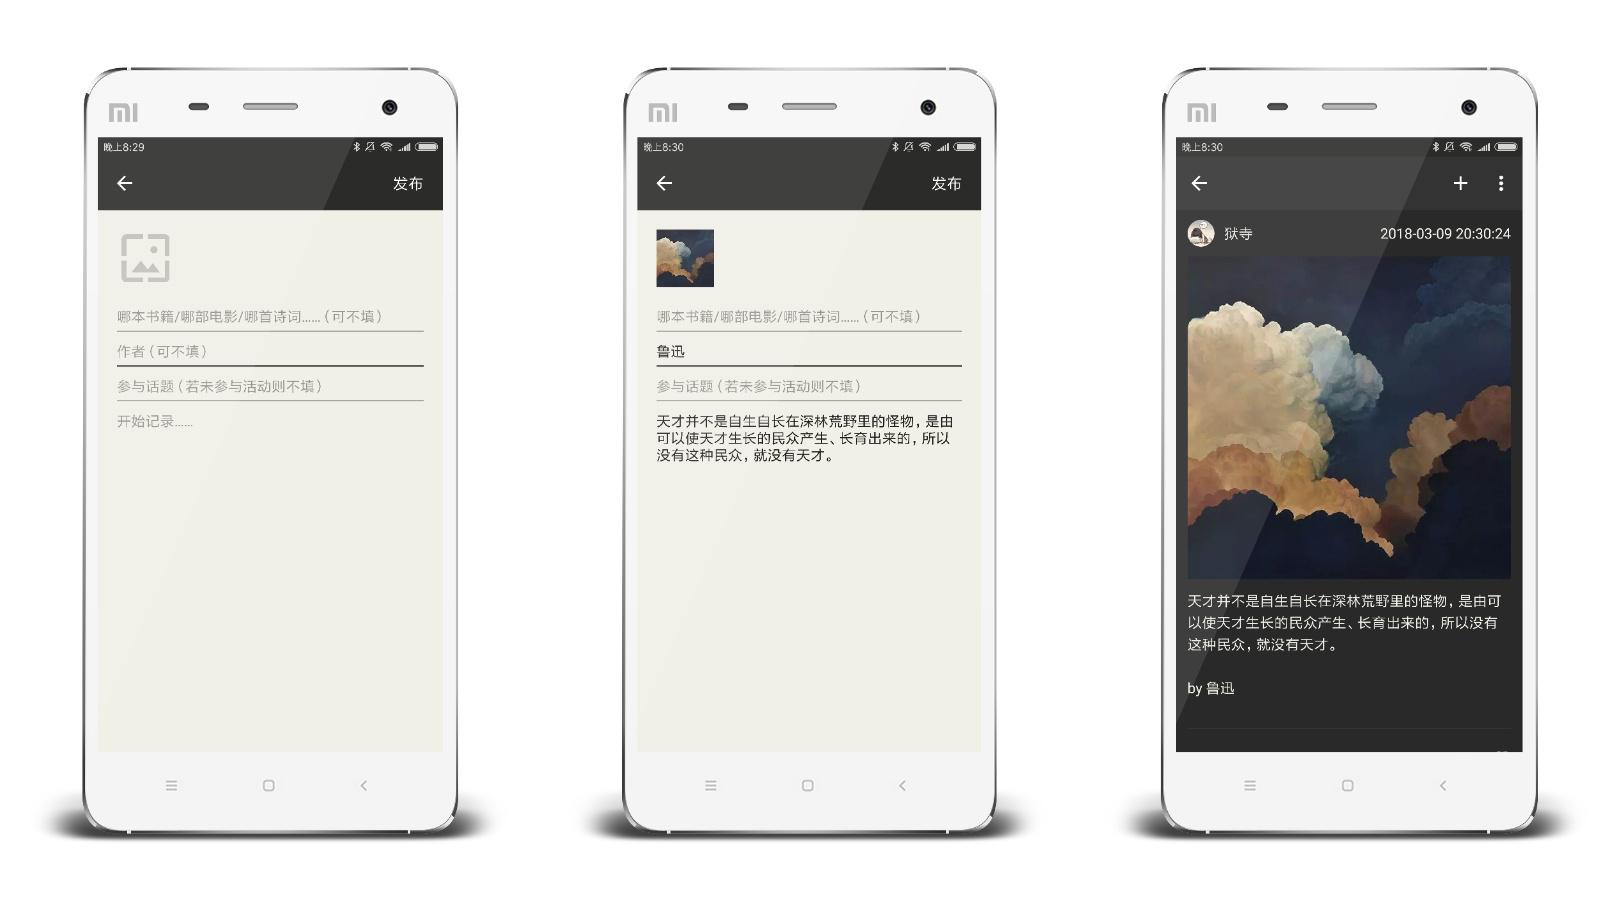 MI
晚上8:29
发布
哪本书籍/哪部电影/哪首诗词......（可不填）
作者（可不填）
参与话题（若未参与活动则不填）
开始记录......
MI
晚上8:30
发布
哪本书籍/哪部电影/哪首诗词......（可不填）
鲁迅
参与话题（若未参与活动则不填）
天才并不是自生自长在深林荒野里的怪物，是由
可以使天才生长的民众产生、长育出来的，所以
没有这种民众，就没有天才。
MI
晚上8:30
狱寺
2018-03-09 20:30:24
天才并不是自生自长在深林荒野里的怪物，是由可
以使天才生长的民众产生、长育出来的，所以没有
这种民众，就没有天才。
by 鲁迅